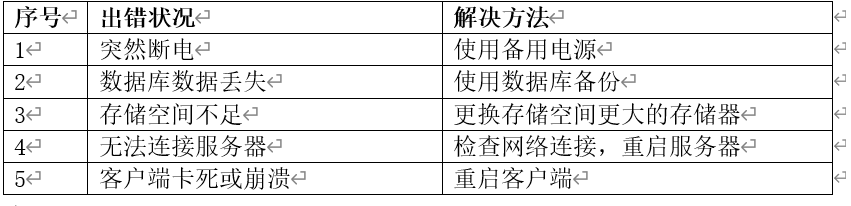 序号 出错状况 解决方法
1 突然断电 使用备用电源
2 数据库数据丢失 使用数据库备份
3 存储空间不足 更换存储空间更大的存储器
4 无法连接服务器 检查网络连接，重启服务器
5 客户端卡死或崩溃 重启客户端